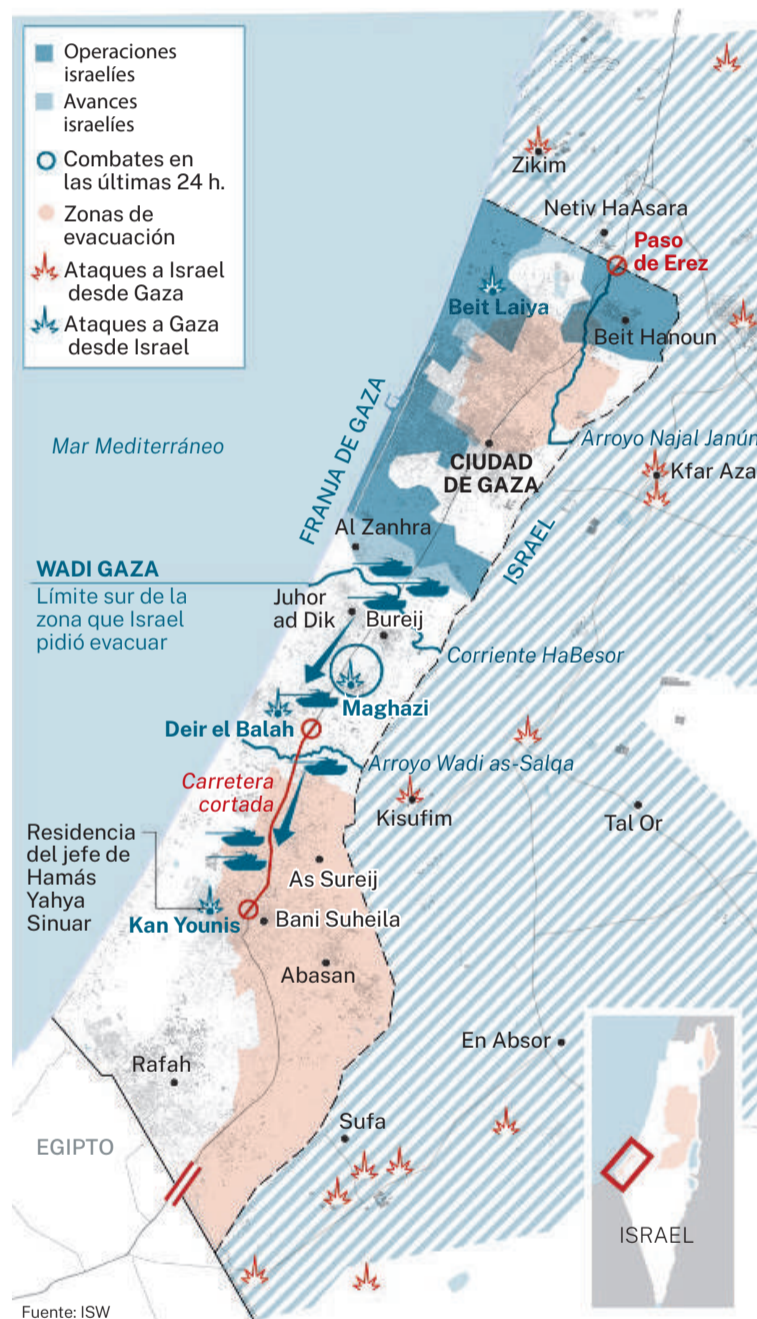 Operaciones
israelíes
Avances
israelíes
Combates en
las últimas 24 h.
Zonas de
evacuación
Ataques a Israel
desde Gaza
Ataques a Gaza
desde Israel
Zikim
Netiv HaAsara
Paso
de Erez
Beit Laiya
Beit Hanoun
Mar Mediterráneo
FRANJA DE GAZA
Arroyo Najal Janún
CIUDAD
DE GAZA
Kfar Aza
ISRAEL
Al Zanhra
WADI GAZA
Límite sur de la
zona que Israel
pidió evacuar
Juhor
ad Dik
Bureij
Corriente HaBesor
Maghazi
Deir el Balah
Arroyo Wadi as-Salqa
Carretera
cortada
Kisufim
Tal Or
Residencia
del jefe de
Hamás
Yahya
Sinuar
As Sureij
Kan Younis
Bani Suheila
Abasan
En Absor
Rafah
Sufa
EGIPTO
ISRAEL
Fuente: ISW